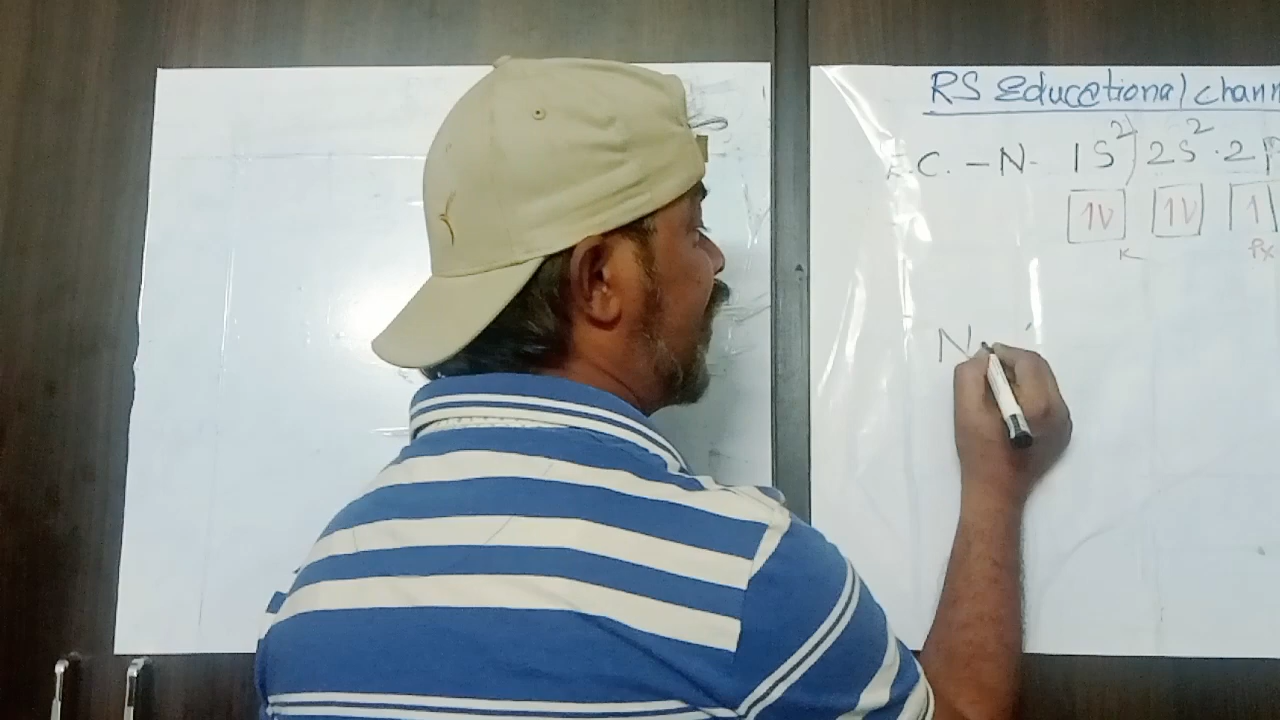 RS Educational chann
E.C. - N - 1S² ) 2S² . 2P
1V 1V 1
K Px
N